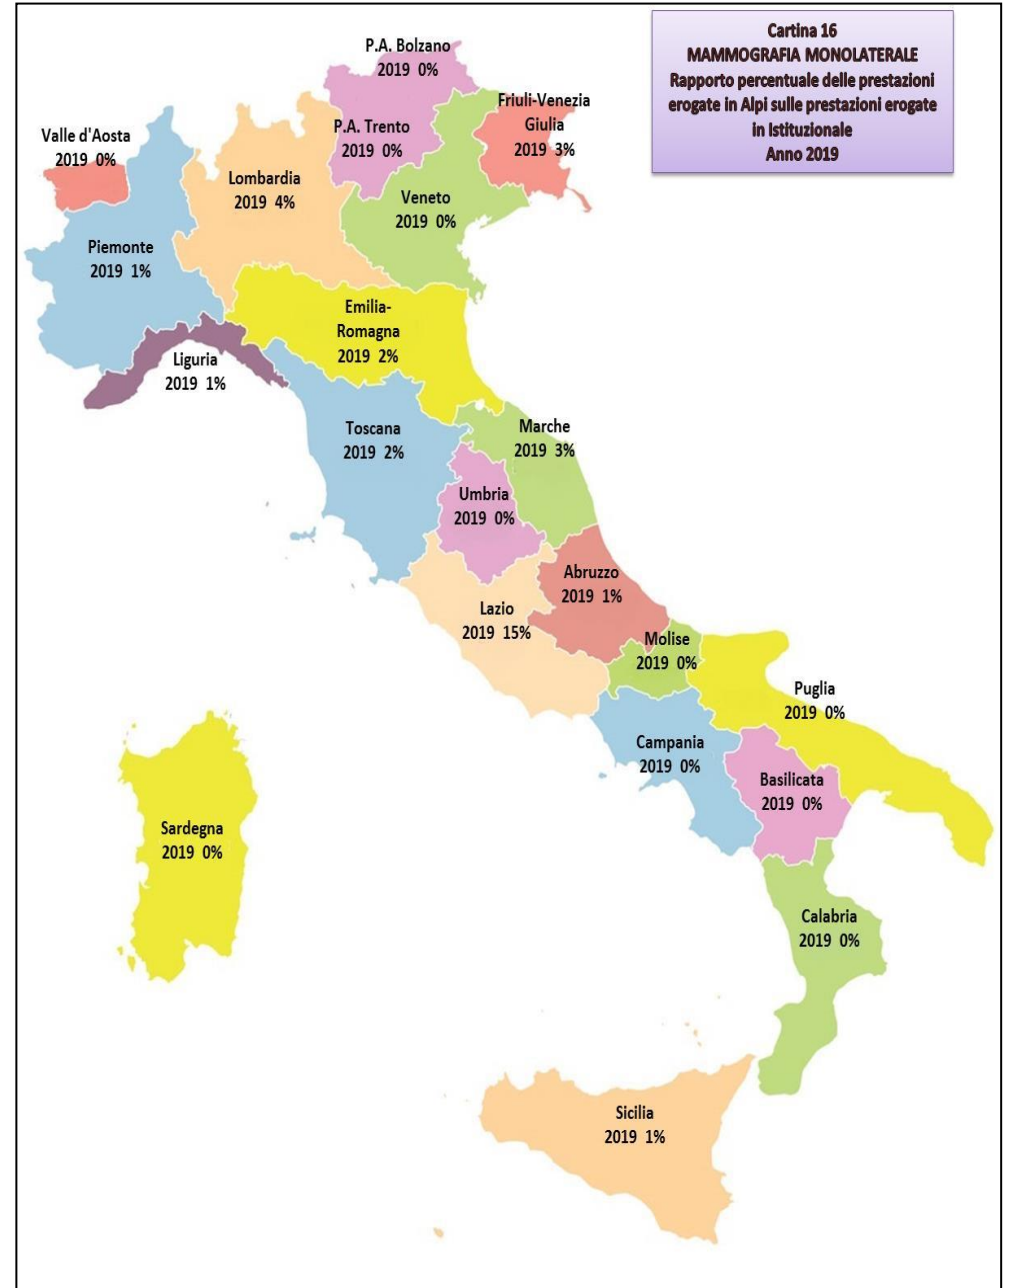 Cartina 16
MAMMOGRAFIA MONOLATERALE
Rapporto percentuale delle prestazioni
erogate in Alpi sulle prestazioni erogate
in Istituzionale
Anno 2019
P.A. Bolzano
2019 0%
Friuli-Venezia
Giulia
2019 3%
P.A. Trento
2019 0%
Valle d'Aosta
2019 0%
Lombardia
2019 4%
Veneto
2019 0%
Piemonte
2019 1%
Emilia-
Romagna
2019 2%
Liguria
2019 1%
Toscana
2019 2%
Marche
2019 3%
Umbria
2019 0%
Abruzzo
2019 1%
Lazio
2019 15%
Molise
2019 0%
Puglia
2019 0%
Campania
2019 0%
Basilicata
2019 0%
Sardegna
2019 0%
Calabria
2019 0%
Sicilia
2019 1%